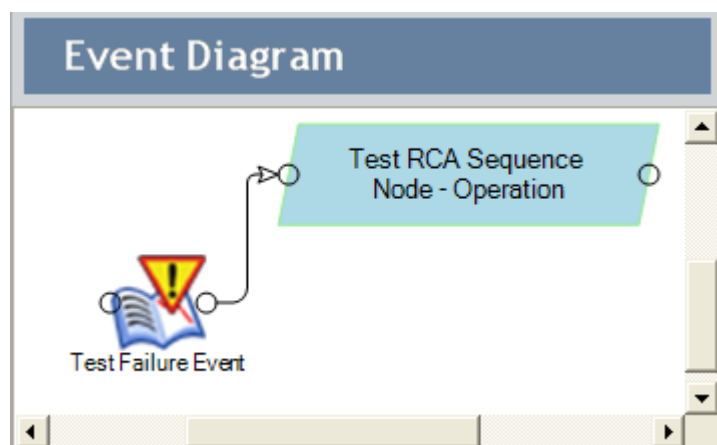 Event Diagram
Test RCA Sequence
Node - Operation
Test Failure Event